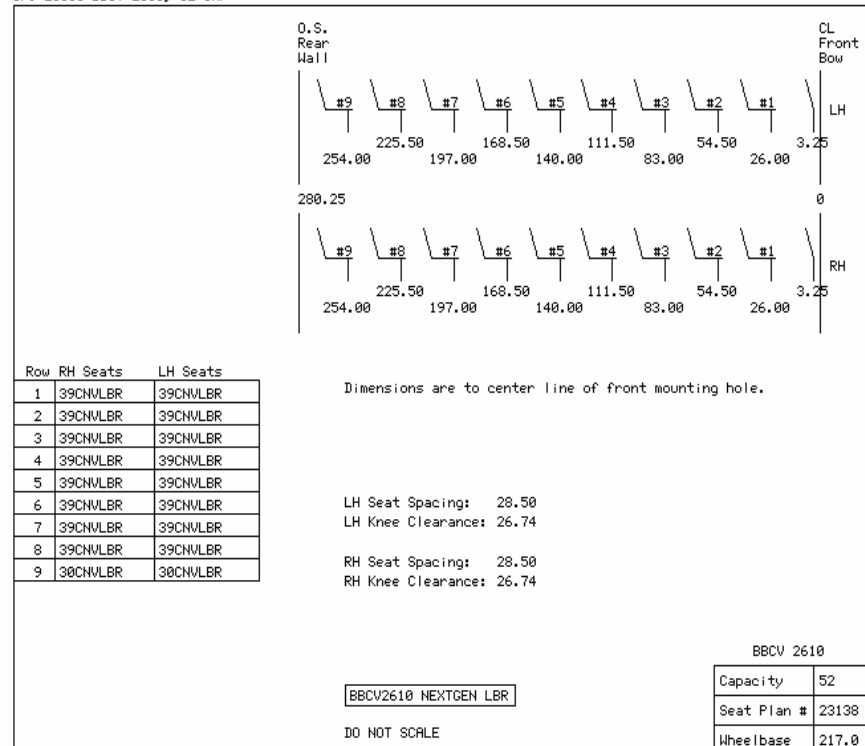 O.S. CL
Rear Front
Wall Bow
#9 #8 #7 #6 #5 #4 #3 #2 #1 LH
225.50 168.50 111.50 54.50 3.25
254.00 197.00 140.00 83.00 26.00
280.25 0
#9 #8 #7 #6 #5 #4 #3 #2 #1 RH
225.50 168.50 111.50 54.50 3.25
254.00 197.00 140.00 83.00 26.00
Row RH Seats LH Seats
1 39CNVLBR 39CNVLBR
2 39CNVLBR 39CNVLBR
3 39CNVLBR 39CNVLBR
4 39CNVLBR 39CNVLBR
5 39CNVLBR 39CNVLBR
6 39CNVLBR 39CNVLBR
7 39CNVLBR 39CNVLBR
8 39CNVLBR 39CNVLBR
9 30CNVLBR 30CNVLBR
Dimensions are to center line of front mounting hole.
LH Seat Spacing: 28.50
LH Knee Clearance: 26.74
RH Seat Spacing: 28.50
RH Knee Clearance: 26.74
BBCV2610 NEXTGEN LBR
DO NOT SCALE
BBCV 2610
Capacity 52
Seat Plan # 23138
Wheelbase 217.0